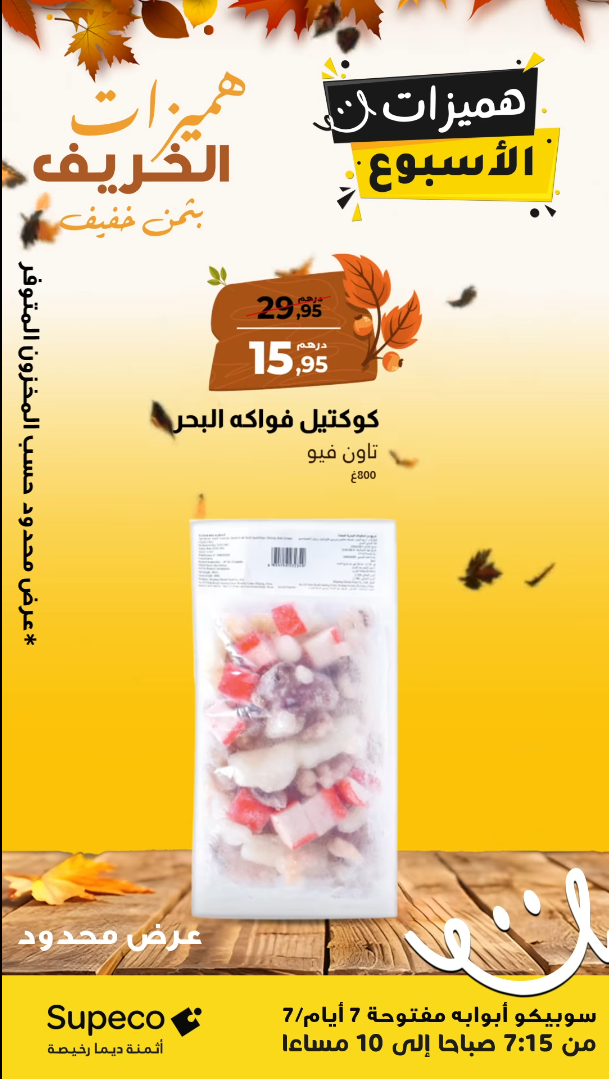 هميزات
الأسبوع
هميزات
الخريف
بثمن خفيف
درهم
29,95
درهم
15,95
كوكتيل فواكه البحر
تاون فيو
800غ
*عرض محدود حسب المخزون المتوفر
عرض محدود
سوبيكو أبوابه مفتوحة 7 أيام/7
من 7:15 صباحا إلى 10 مساءا
Supeco
أثمنة ديما رخيصة